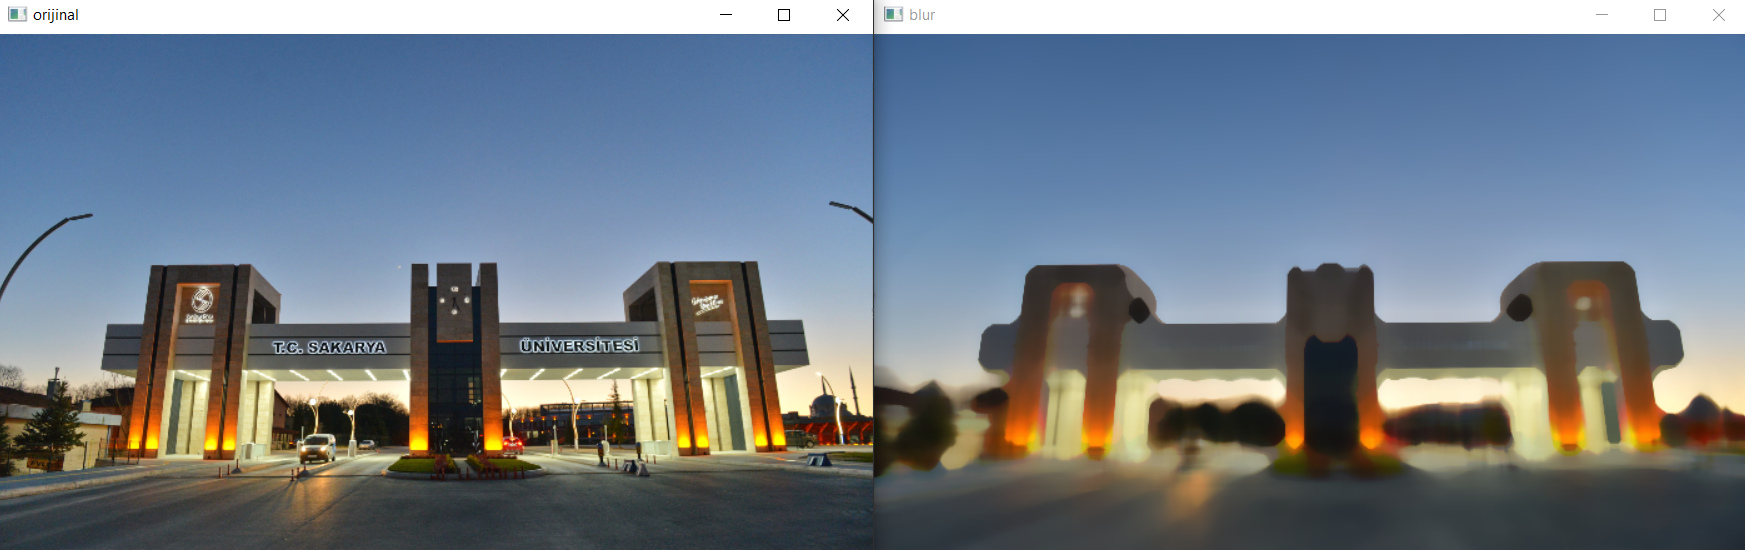 orijinal
blur
T.C. SAKARYA ÜNİVERSİTESİ